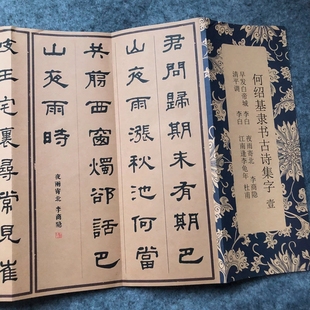 何绍基隶书古诗集字 壹
早发白帝城 李白
清平调 李白
夜雨寄北 李商隐
江南逢李龟年 杜甫
君問歸期未有期巴
山夜雨漲秋池何當
共翦西窗燭卻話巴
山夜雨時
夜雨寄北 李商隐
岐王宅裏尋常見崔